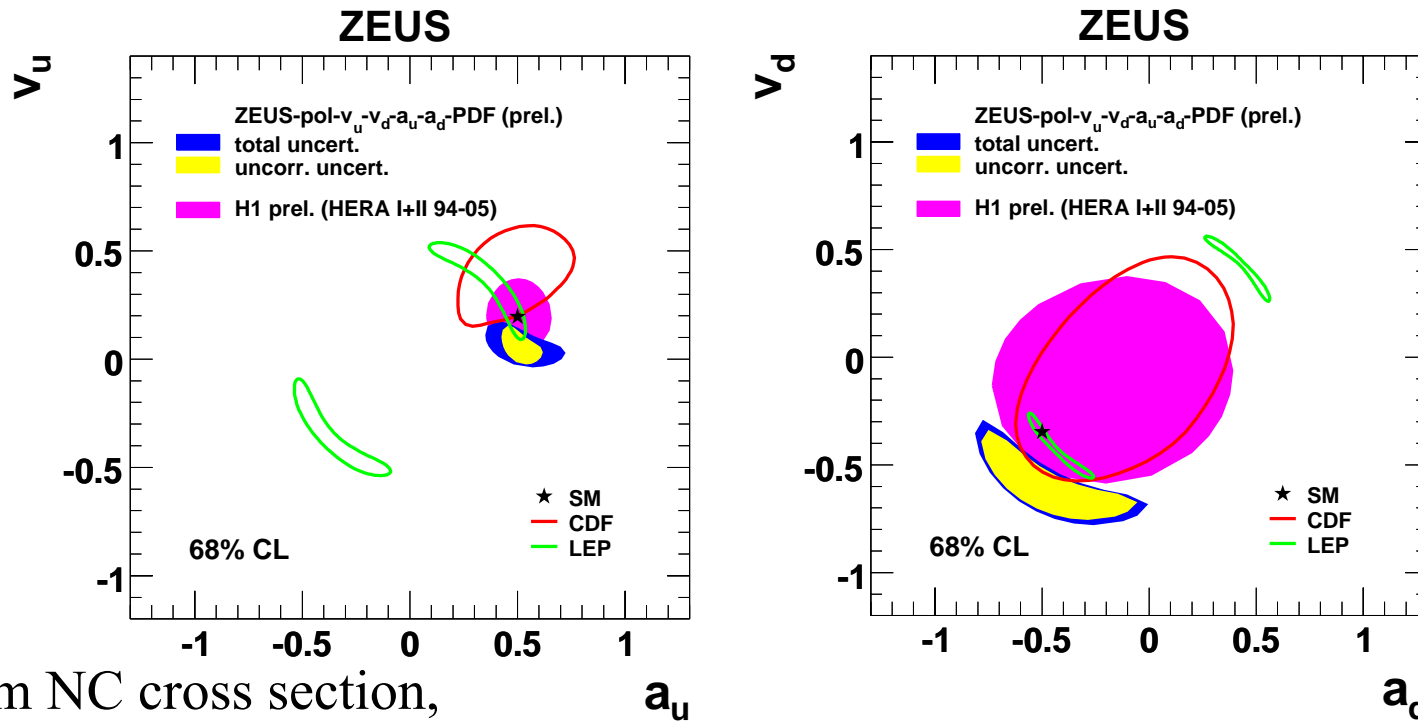 ZEUS
v_u
ZEUS-pol-v_u-v_d-a_u-a_d-PDF (prel.)
total uncert.
uncorr. uncert.
H1 prel. (HERA I+II 94-05)
1
0.5
0
-0.5
-1
SM
CDF
LEP
68% CL
-1 -0.5 0 0.5 1
a_u
ZEUS
v_d
ZEUS-pol-v_u-v_d-a_u-a_d-PDF (prel.)
total uncert.
uncorr. uncert.
H1 prel. (HERA I+II 94-05)
1
0.5
0
-0.5
-1
SM
CDF
LEP
68% CL
-1 -0.5 0 0.5 1
NC cross section,